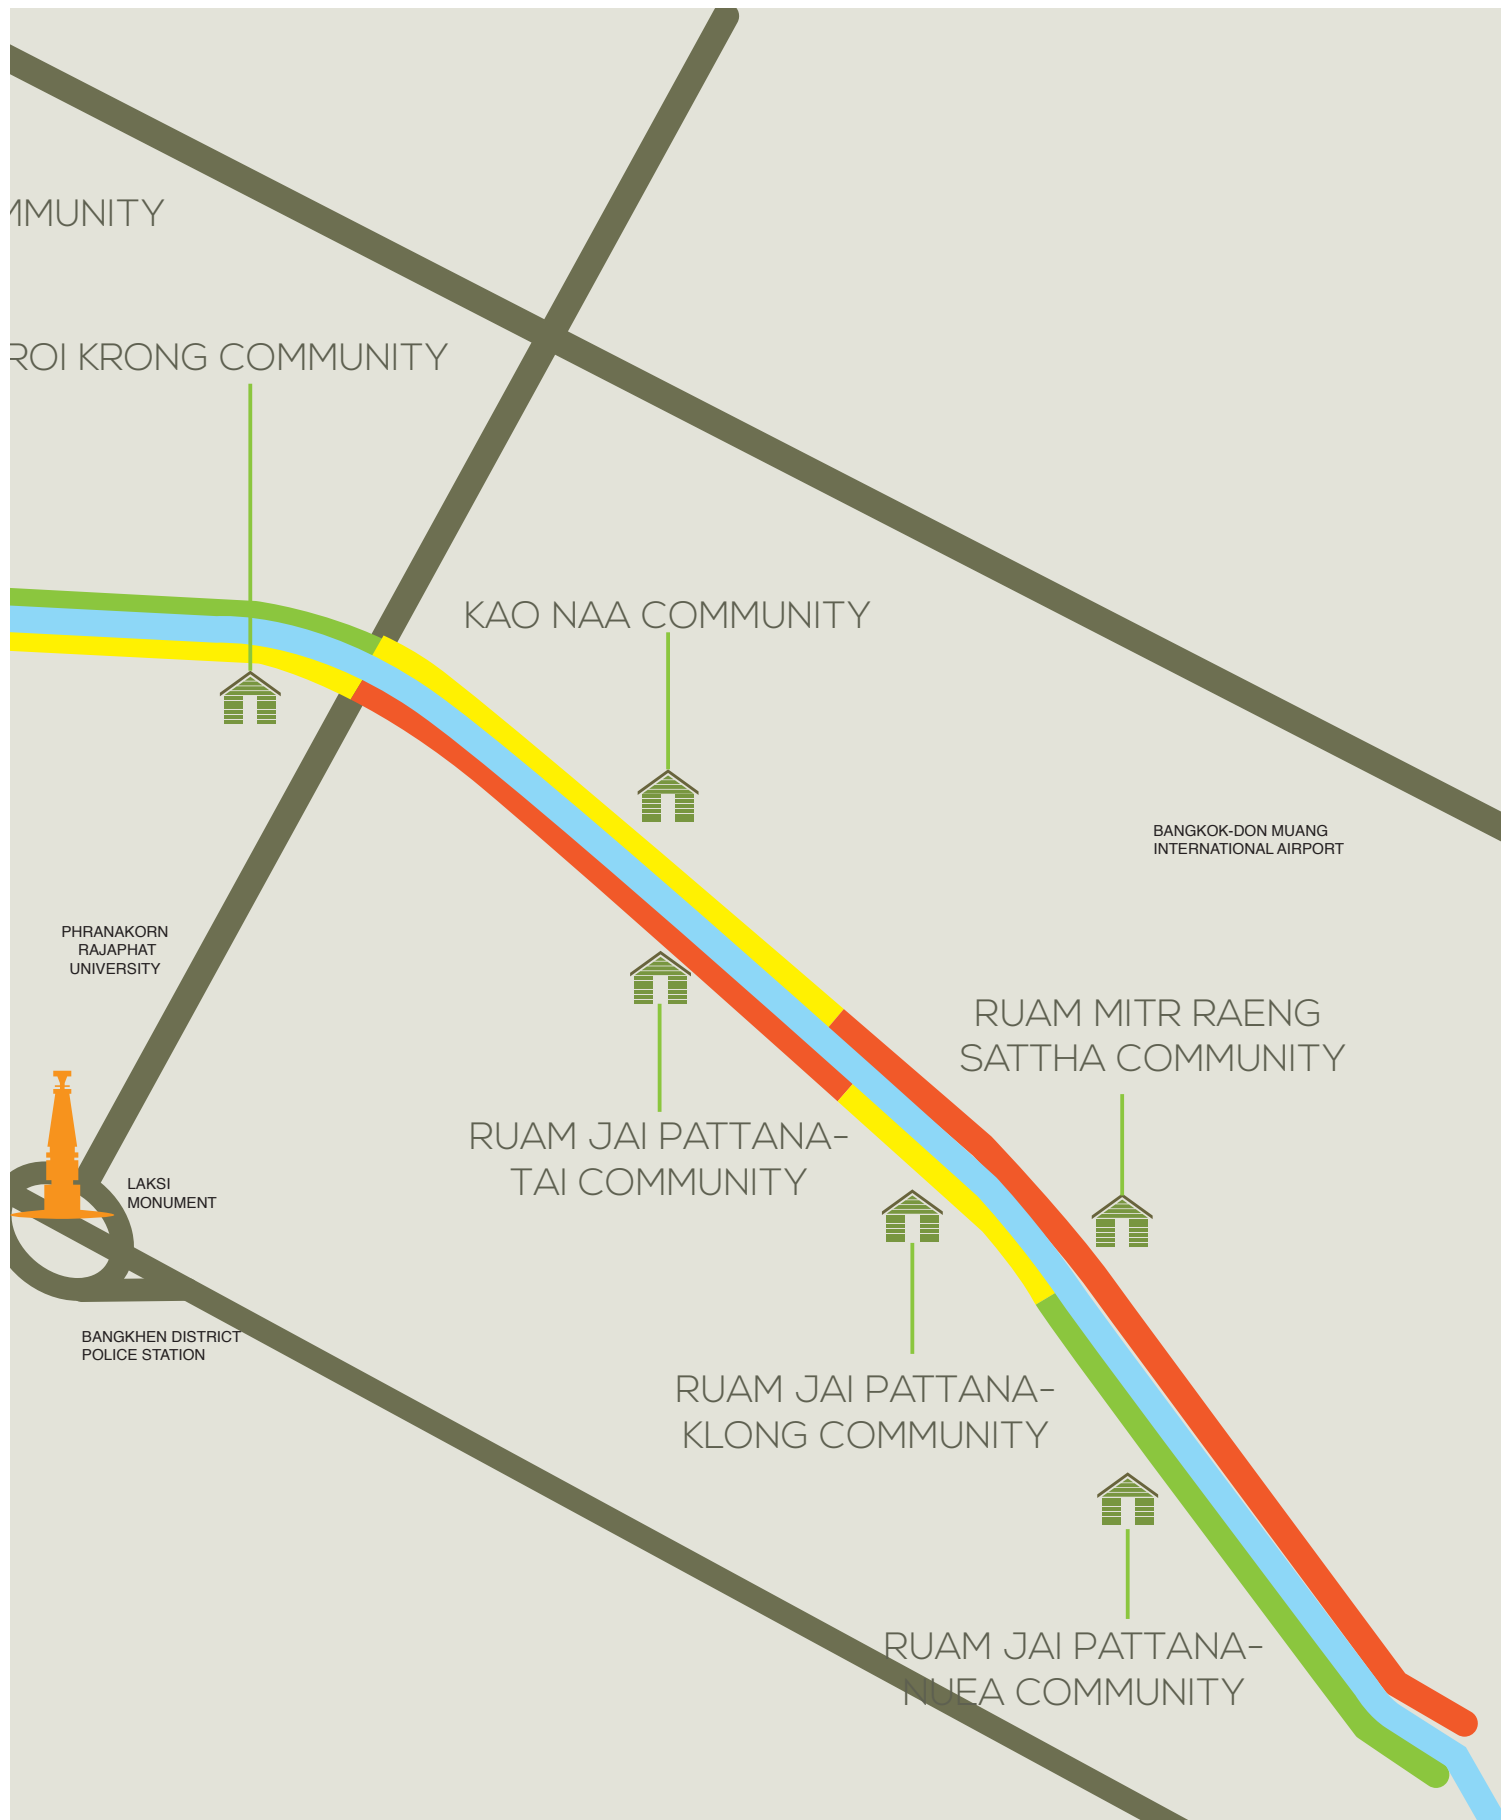 MMUNITY
ROI KRONG COMMUNITY
KAO NAA COMMUNITY
BANGKOK-DON MUANG
INTERNATIONAL AIRPORT
PHRANAKORN
RAJAPHAT
UNIVERSITY
RUAM MITR RAENG
SATTHA COMMUNITY
RUAM JAI PATTANA-
TAI COMMUNITY
LAKSI
MONUMENT
BANGKHEN DISTRICT
POLICE STATION
RUAM JAI PATTANA-
KLONG COMMUNITY
RUAM JAI PATTANA-
NUEA COMMUNITY